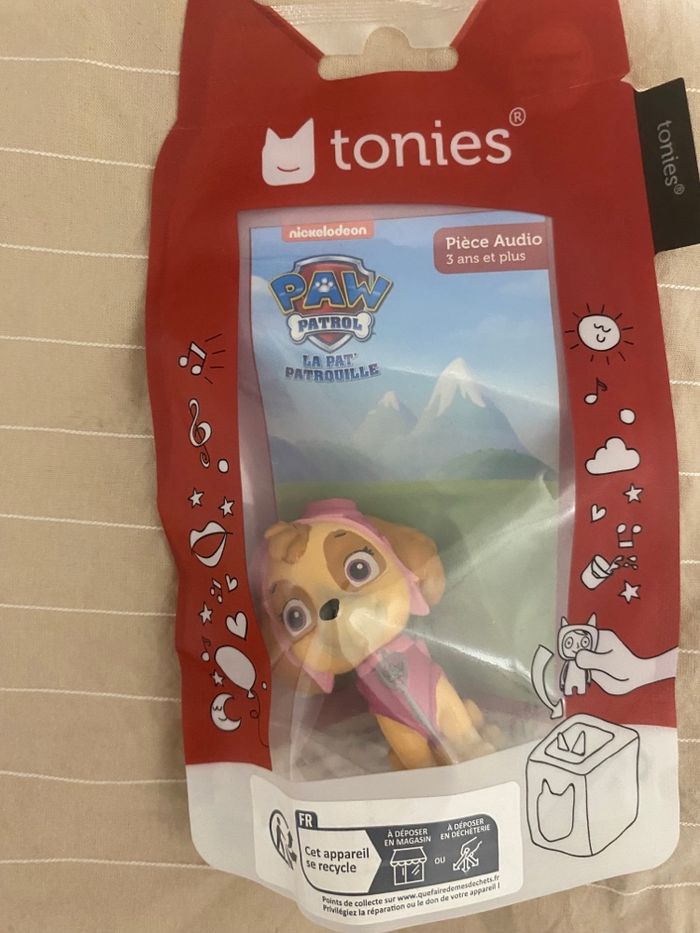 tonies®
tonies®
nickelodeon
Pièce Audio
3 ans et plus
PAW
PATROL
LA PAT'
PATROUILLE
FR
Cet appareil
se recycle
À DÉPOSER
EN MAGASIN
OU
À DÉPOSER
EN DÉCHÈTERIE
Points de collecte sur www.quefairedemesdechets.fr
Privilégiez la réparation ou le don de votre appareil !